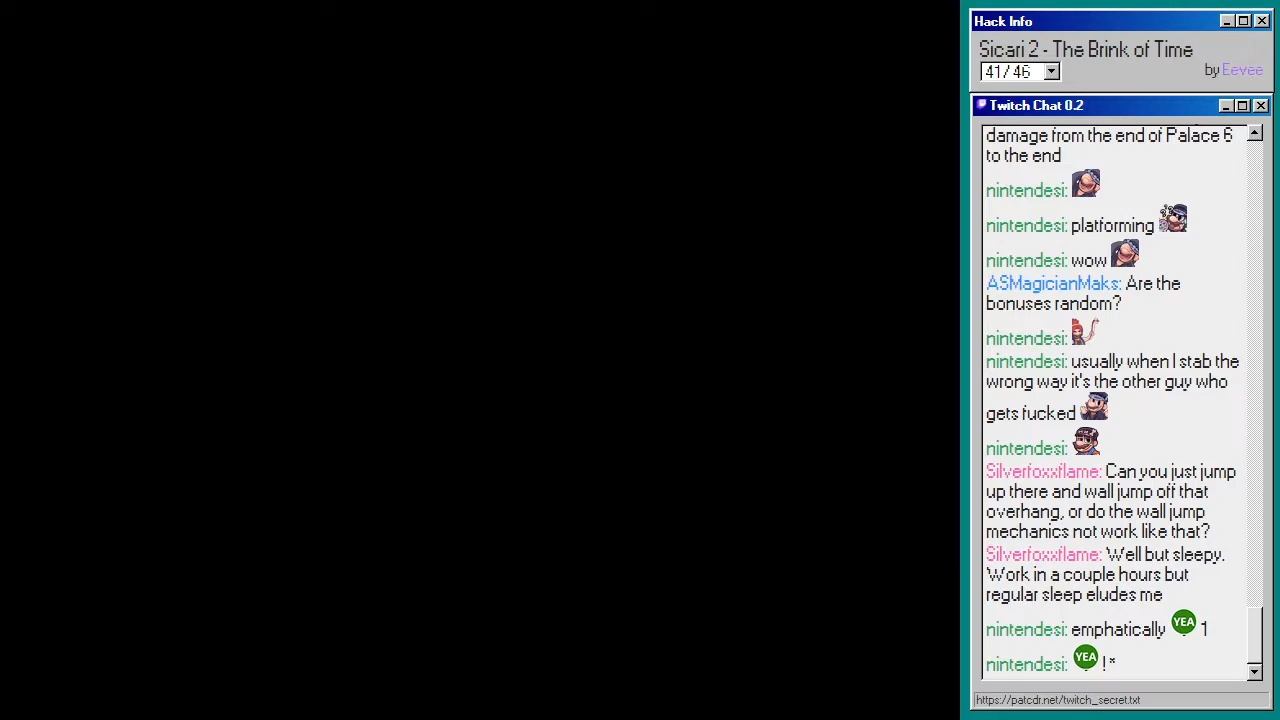 Hack Info
Sicari 2 - The Brink of Time
41/46
by Eevee
Twitch Chat 0.2
damage from the end of Palace 6
to the end
nintendesi:
nintendesi: platforming
nintendesi: wow
ASMagicianMaks: Are the
bonuses random?
nintendesi:
nintendesi: usually when I stab the
wrong way it's the other guy who
gets fucked
nintendesi:
Silverfoxxflame: Can you just jump
up there and wall jump off that
overhang, or do the wall jump
mechanics not work like that?
Silverfoxxflame: Well but sleepy.
Work in a couple hours but
regular sleep eludes me
nintendesi: emphatically YEA 1
nintendesi: YEA !*
https://patcdr.net/twitch_secret.txt